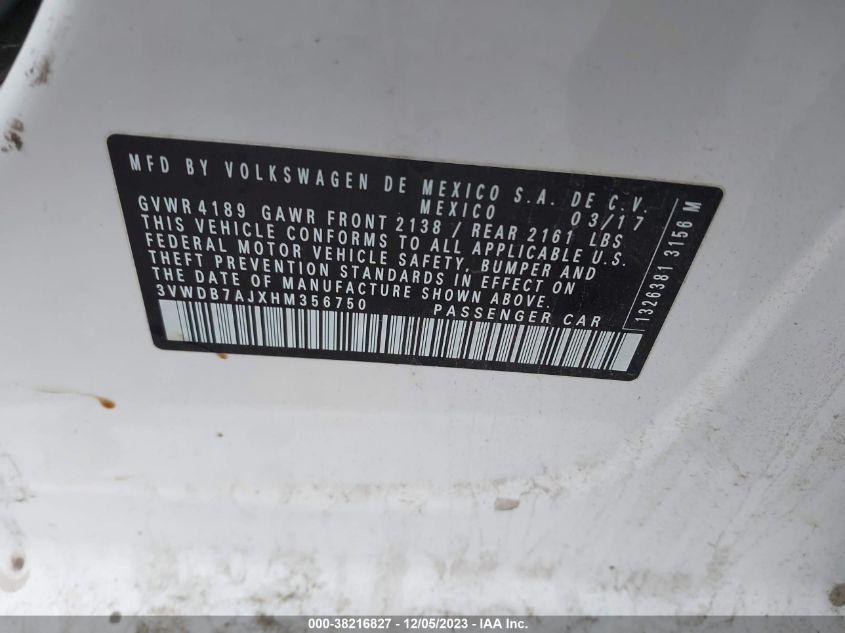 MFD BY VOLKSWAGEN DE MEXICO S.A. DE C.V.
MEXICO 03/17
GVWR 4189 GAWR FRONT 2138 / REAR 2161 LBS
THIS VEHICLE CONFORMS TO ALL APPLICABLE U.S.
FEDERAL MOTOR VEHICLE SAFETY, BUMPER AND
THEFT PREVENTION STANDARDS IN EFFECT ON
THE DATE OF MANUFACTURE SHOWN ABOVE.
3VWDB7AJXHM356750 PASSENGER CAR
1326381 3156 M
000-38216827 - 12/05/2023 - IAA Inc.